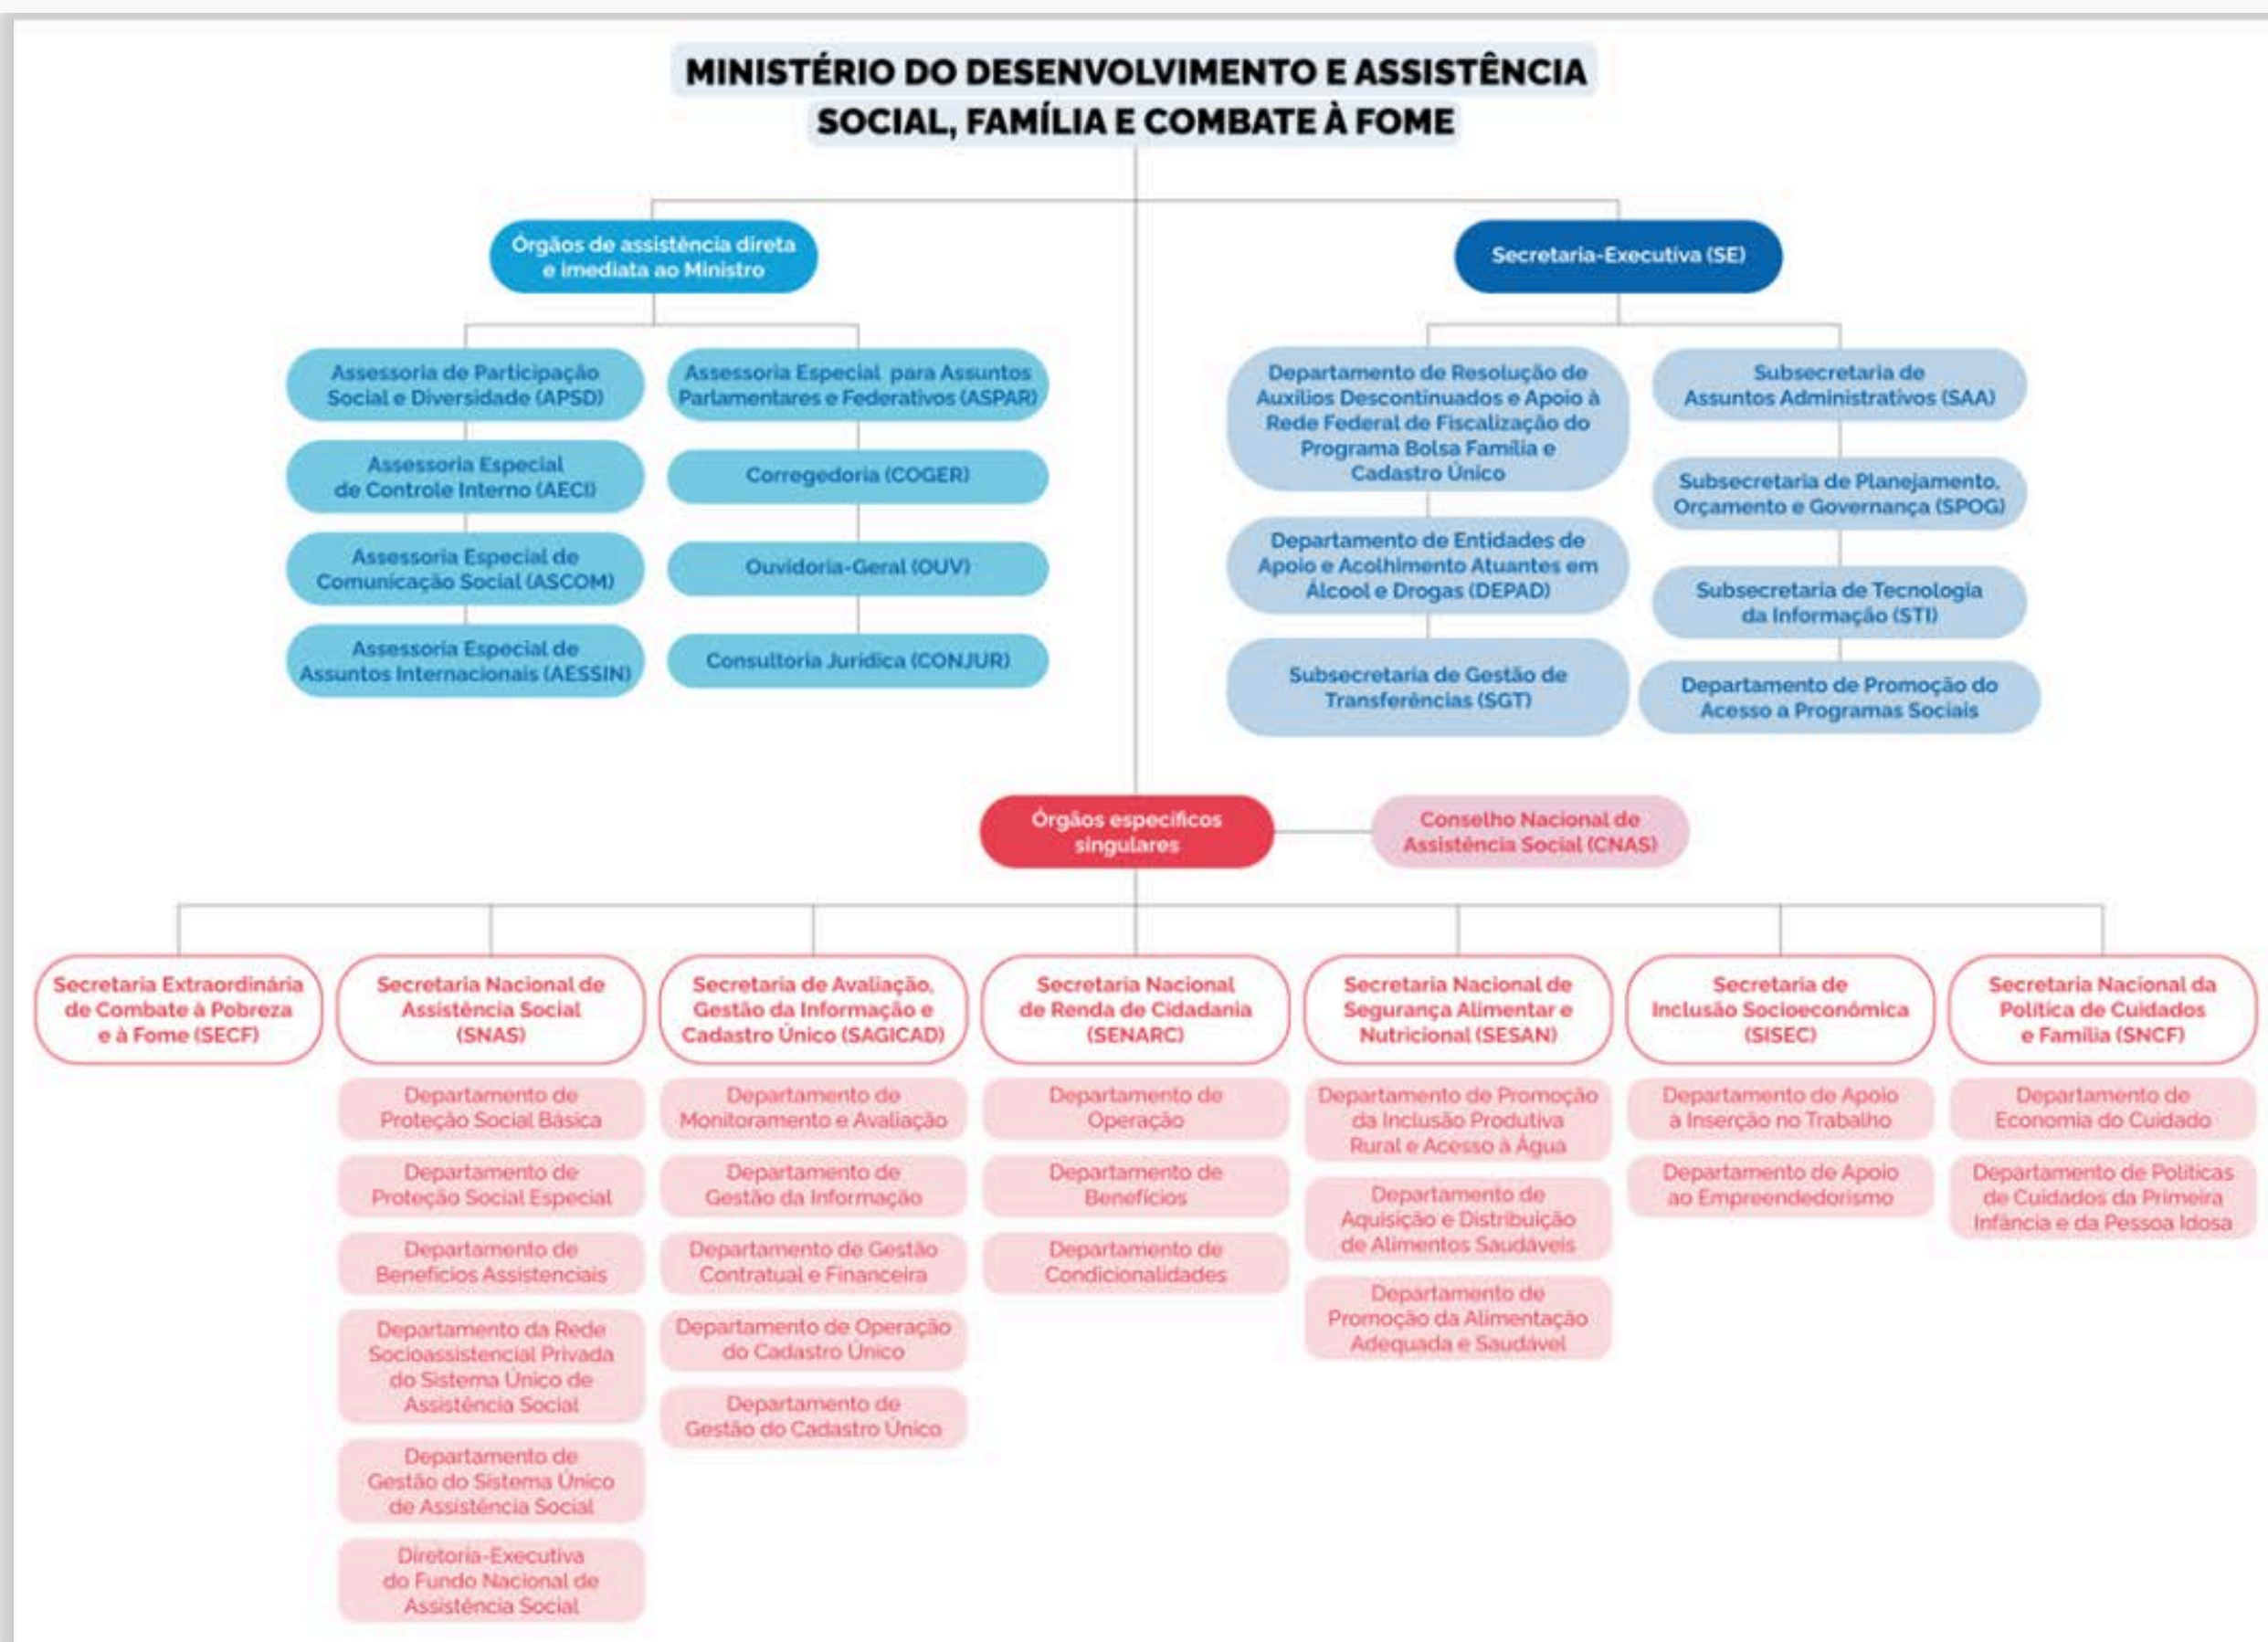 MINISTÉRIO DO DESENVOLVIMENTO E ASSISTÊNCIA
SOCIAL, FAMÍLIA E COMBATE À FOME
Órgãos de assistência direta
e imediata ao Ministro
Assessoria de Participação
Social e Diversidade (APSD)
Assessoria Especial
de Controle Interno (AECI)
Assessoria Especial de
Comunicação Social (ASCOM)
Assessoria Especial de
Assuntos Internacionais (AESSIN)
Assessoria Especial para Assuntos
Parlamentares e Federativos (ASPAR)
Corregedoria (COGER)
Ouvidoria-Geral (OUV)
Consultoria Jurídica (CONJUR)
Secretaria-Executiva (SE)
Departamento de Resolução de
Auxílios Descontinuados e Apoio à
Rede Federal de Fiscalização do
Programa Bolsa Família e
Cadastro Único
Departamento de Entidades de
Apoio e Acolhimento Atuantes em
Álcool e Drogas (DEPAD)
Subsecretaria de Gestão de
Transferências (SGT)
Subsecretaria de
Assuntos Administrativos (SAA)
Subsecretaria de Planejamento,
Orçamento e Governança (SPOG)
Subsecretaria de Tecnologia
da Informação (STI)
Departamento de Promoção do
Acesso a Programas Sociais
Órgãos específicos
singulares
Conselho Nacional de
Assistência Social (CNAS)
Secretaria Extraordinária
de Combate à Pobreza
e à Fome (SECF)
Secretaria Nacional de
Assistência Social
(SNAS)
Departamento de
Proteção Social Básica
Departamento de
Proteção Social Especial
Departamento de
Benefícios Assistenciais
Departamento da Rede
Socioassistencial Privada
do Sistema Único de
Assistência Social
Departamento de
Gestão do Sistema Único
de Assistência Social
Diretoria-Executiva
do Fundo Nacional de
Assistência Social
Secretaria de Avaliação,
Gestão da Informação e
Cadastro Único (SAGICAD)
Departamento de
Monitoramento e Avaliação
Departamento de
Gestão da Informação
Departamento de Gestão
Contratual e Financeira
Departamento de Operação
do Cadastro Único
Departamento de
Gestão do Cadastro Único
Secretaria Nacional
de Renda de Cidadania
(SENARC)
Departamento de
Operação
Departamento de
Benefícios
Departamento de
Condicionalidades
Secretaria Nacional de
Segurança Alimentar e
Nutricional (SESAN)
Departamento de Promoção
da Inclusão Produtiva
Rural e Acesso à Água
Departamento de
Aquisição e Distribuição
de Alimentos Saudáveis
Departamento de
Promoção da Alimentação
Adequada e Saudável
Secretaria de
Inclusão Socioeconômica
(SISEC)
Departamento de Apoio
à Inserção no Trabalho
Departamento de Apoio
ao Empreendedorismo
Secretaria Nacional da
Política de Cuidados
e Família (SNCF)
Departamento de
Economia do Cuidado
Departamento de Políticas
de Cuidados da Primeira
Infância e da Pessoa Idosa